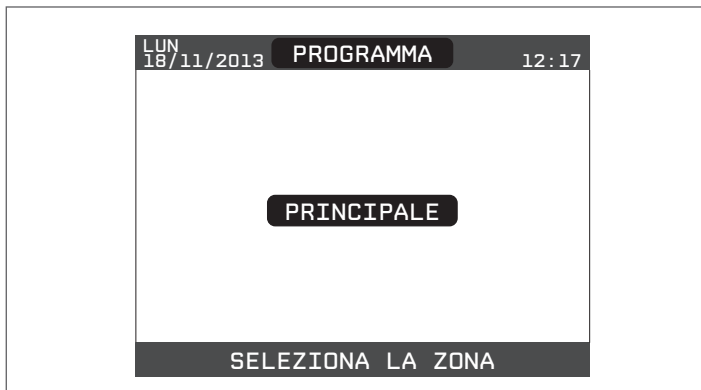 LUN
18/11/2013 PROGRAMMA 12:17
PRINCIPALE
SELEZIONA LA ZONA